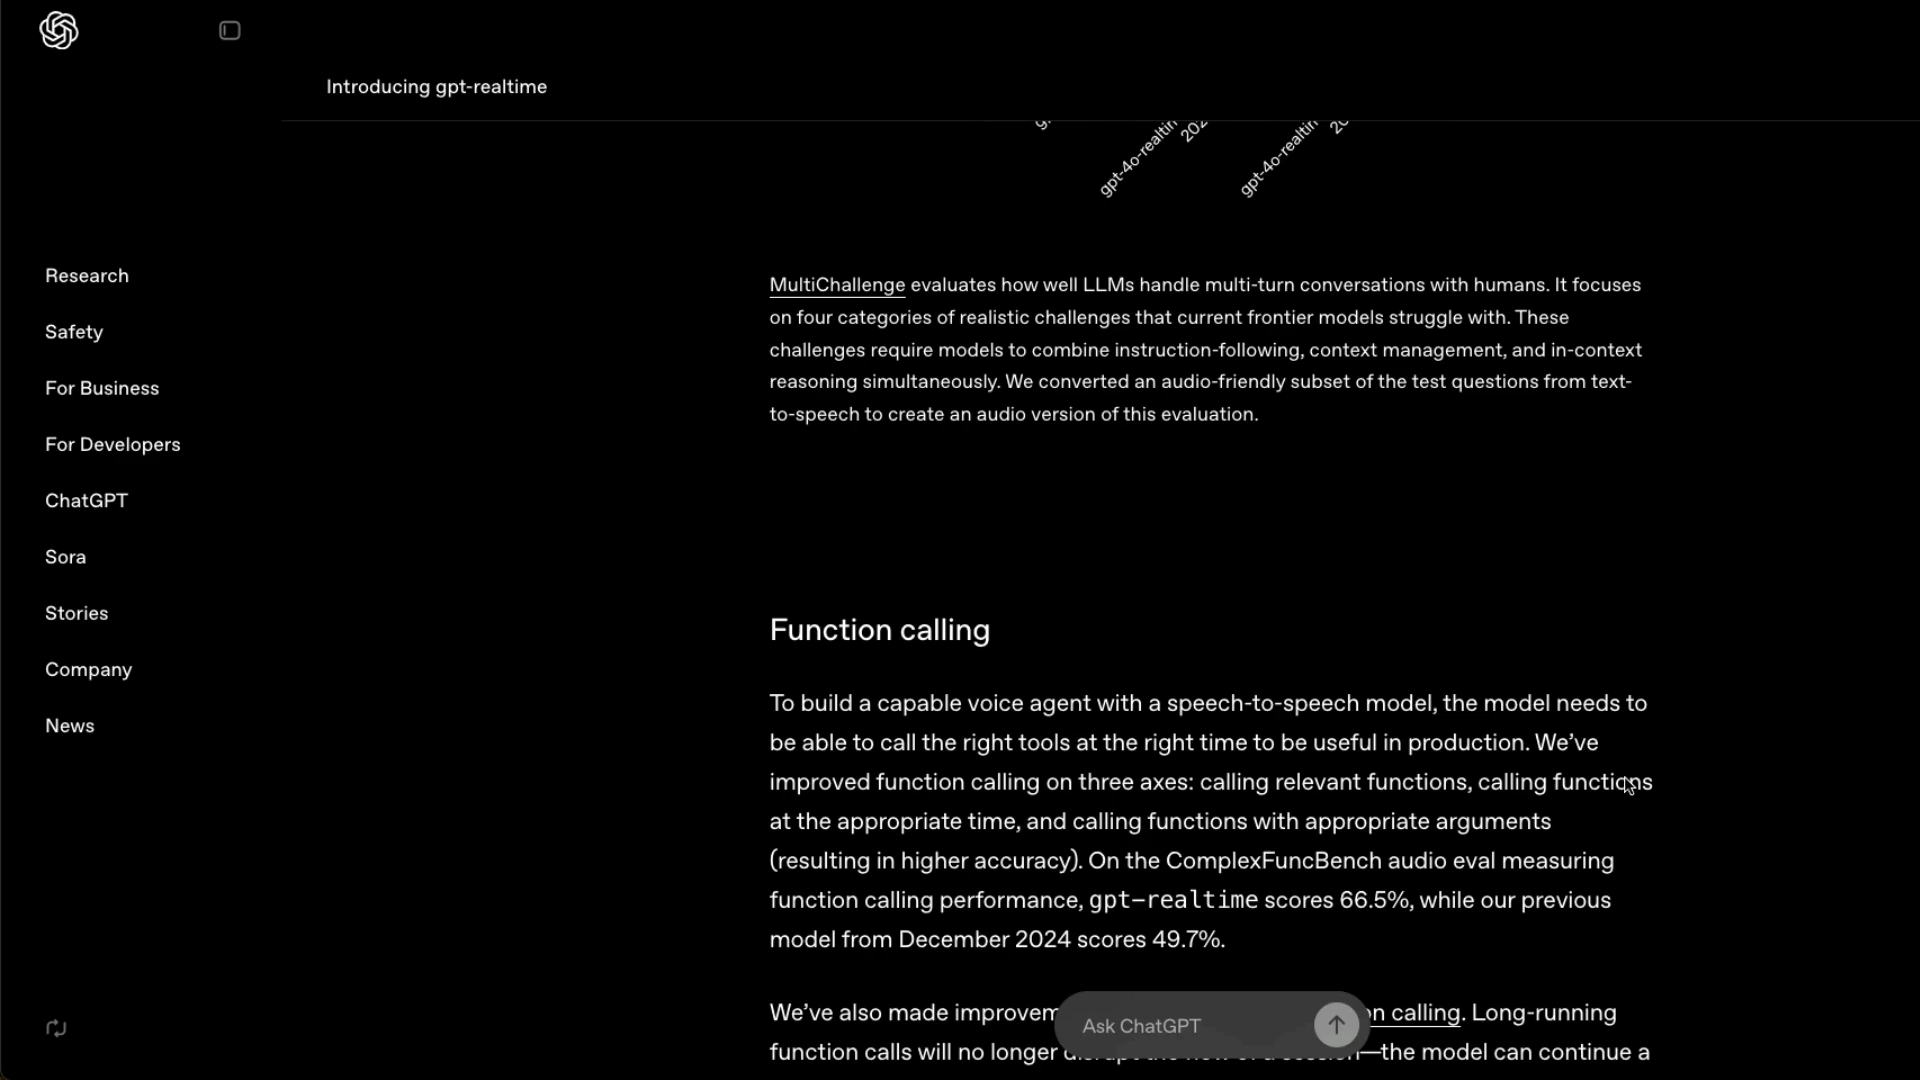 Introducing gpt-realtime
gpt-4o-realtin
202
gpt-4o-realtin
Research
Safety
For Business
For Developers
ChatGPT
Sora
Stories
Company
News
MultiChallenge evaluates how well LLMs handle multi-turn conversations with humans. It focuses
on four categories of realistic challenges that current frontier models struggle with. These
challenges require models to combine instruction-following, context management, and in-context
reasoning simultaneously. We converted an audio-friendly subset of the test questions from text-
to-speech to create an audio version of this evaluation.
Function calling
To build a capable voice agent with a speech-to-speech model, the model needs to
be able to call the right tools at the right time to be useful in production. We’ve
improved function calling on three axes: calling relevant functions, calling functions
at the appropriate time, and calling functions with appropriate arguments
(resulting in higher accuracy). On the ComplexFuncBench audio eval measuring
function calling performance, gpt-realtime scores 66.5%, while our previous
model from December 2024 scores 49.7%.
We’ve also made improvem
Ask ChatGPT
n calling. Long-running
function calls will no longer
—the model can continue a